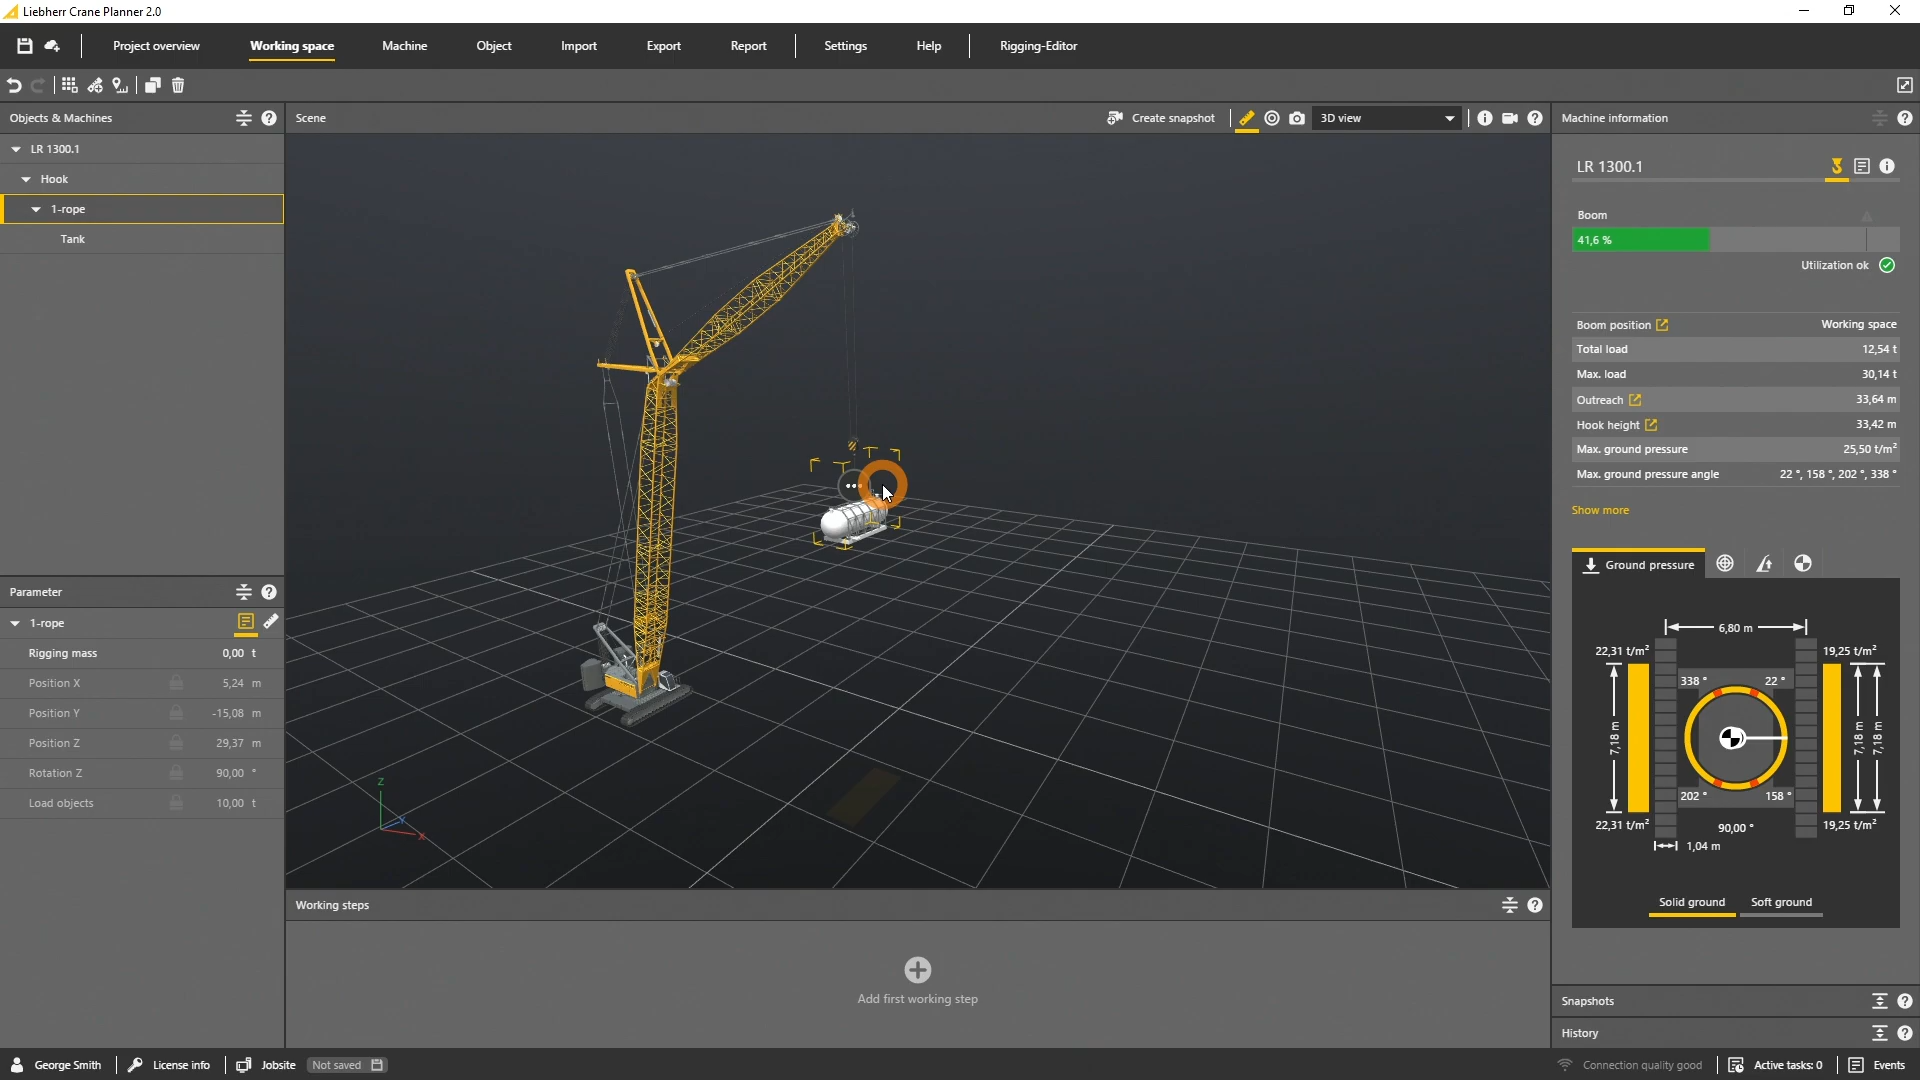 Liebherr Crane Planner 2.0
Project overview
Working space
Machine
Object
Import
Export
Report
Settings
Help
Rigging-Editor
Objects & Machines
LR 1300.1
Hook
1-rope
Tank
Parameter
1-rope
Rigging mass 0,00 t
Position X 5,24 m
Position Y -15,08 m
Position Z 29,37 m
Rotation Z 90,00 °
Load objects 10,00 t
Scene
Create snapshot
3D view
Z
Y
X
Working steps
Add first working step
Machine information
LR 1300.1
Boom
41,6 %
Utilization ok
Boom position Working space
Total load 12,54 t
Max. load 30,14 t
Outreach 33,64 m
Hook height 33,42 m
Max. ground pressure 25,50 t/m²
Max. ground pressure angle 22 °, 158 °, 202 °, 338 °
Show more
Ground pressure
6,80 m
22,31 t/m² 19,25 t/m²
338 ° 22 °
7,18 m 7,18 m 7,18 m
202 ° 158 °
22,31 t/m² 19,25 t/m²
90,00 °
1,04 m
Solid ground Soft ground
Snapshots
History
George Smith
License info
Jobsite
Not saved
Connection quality good
Active tasks: 0
Events